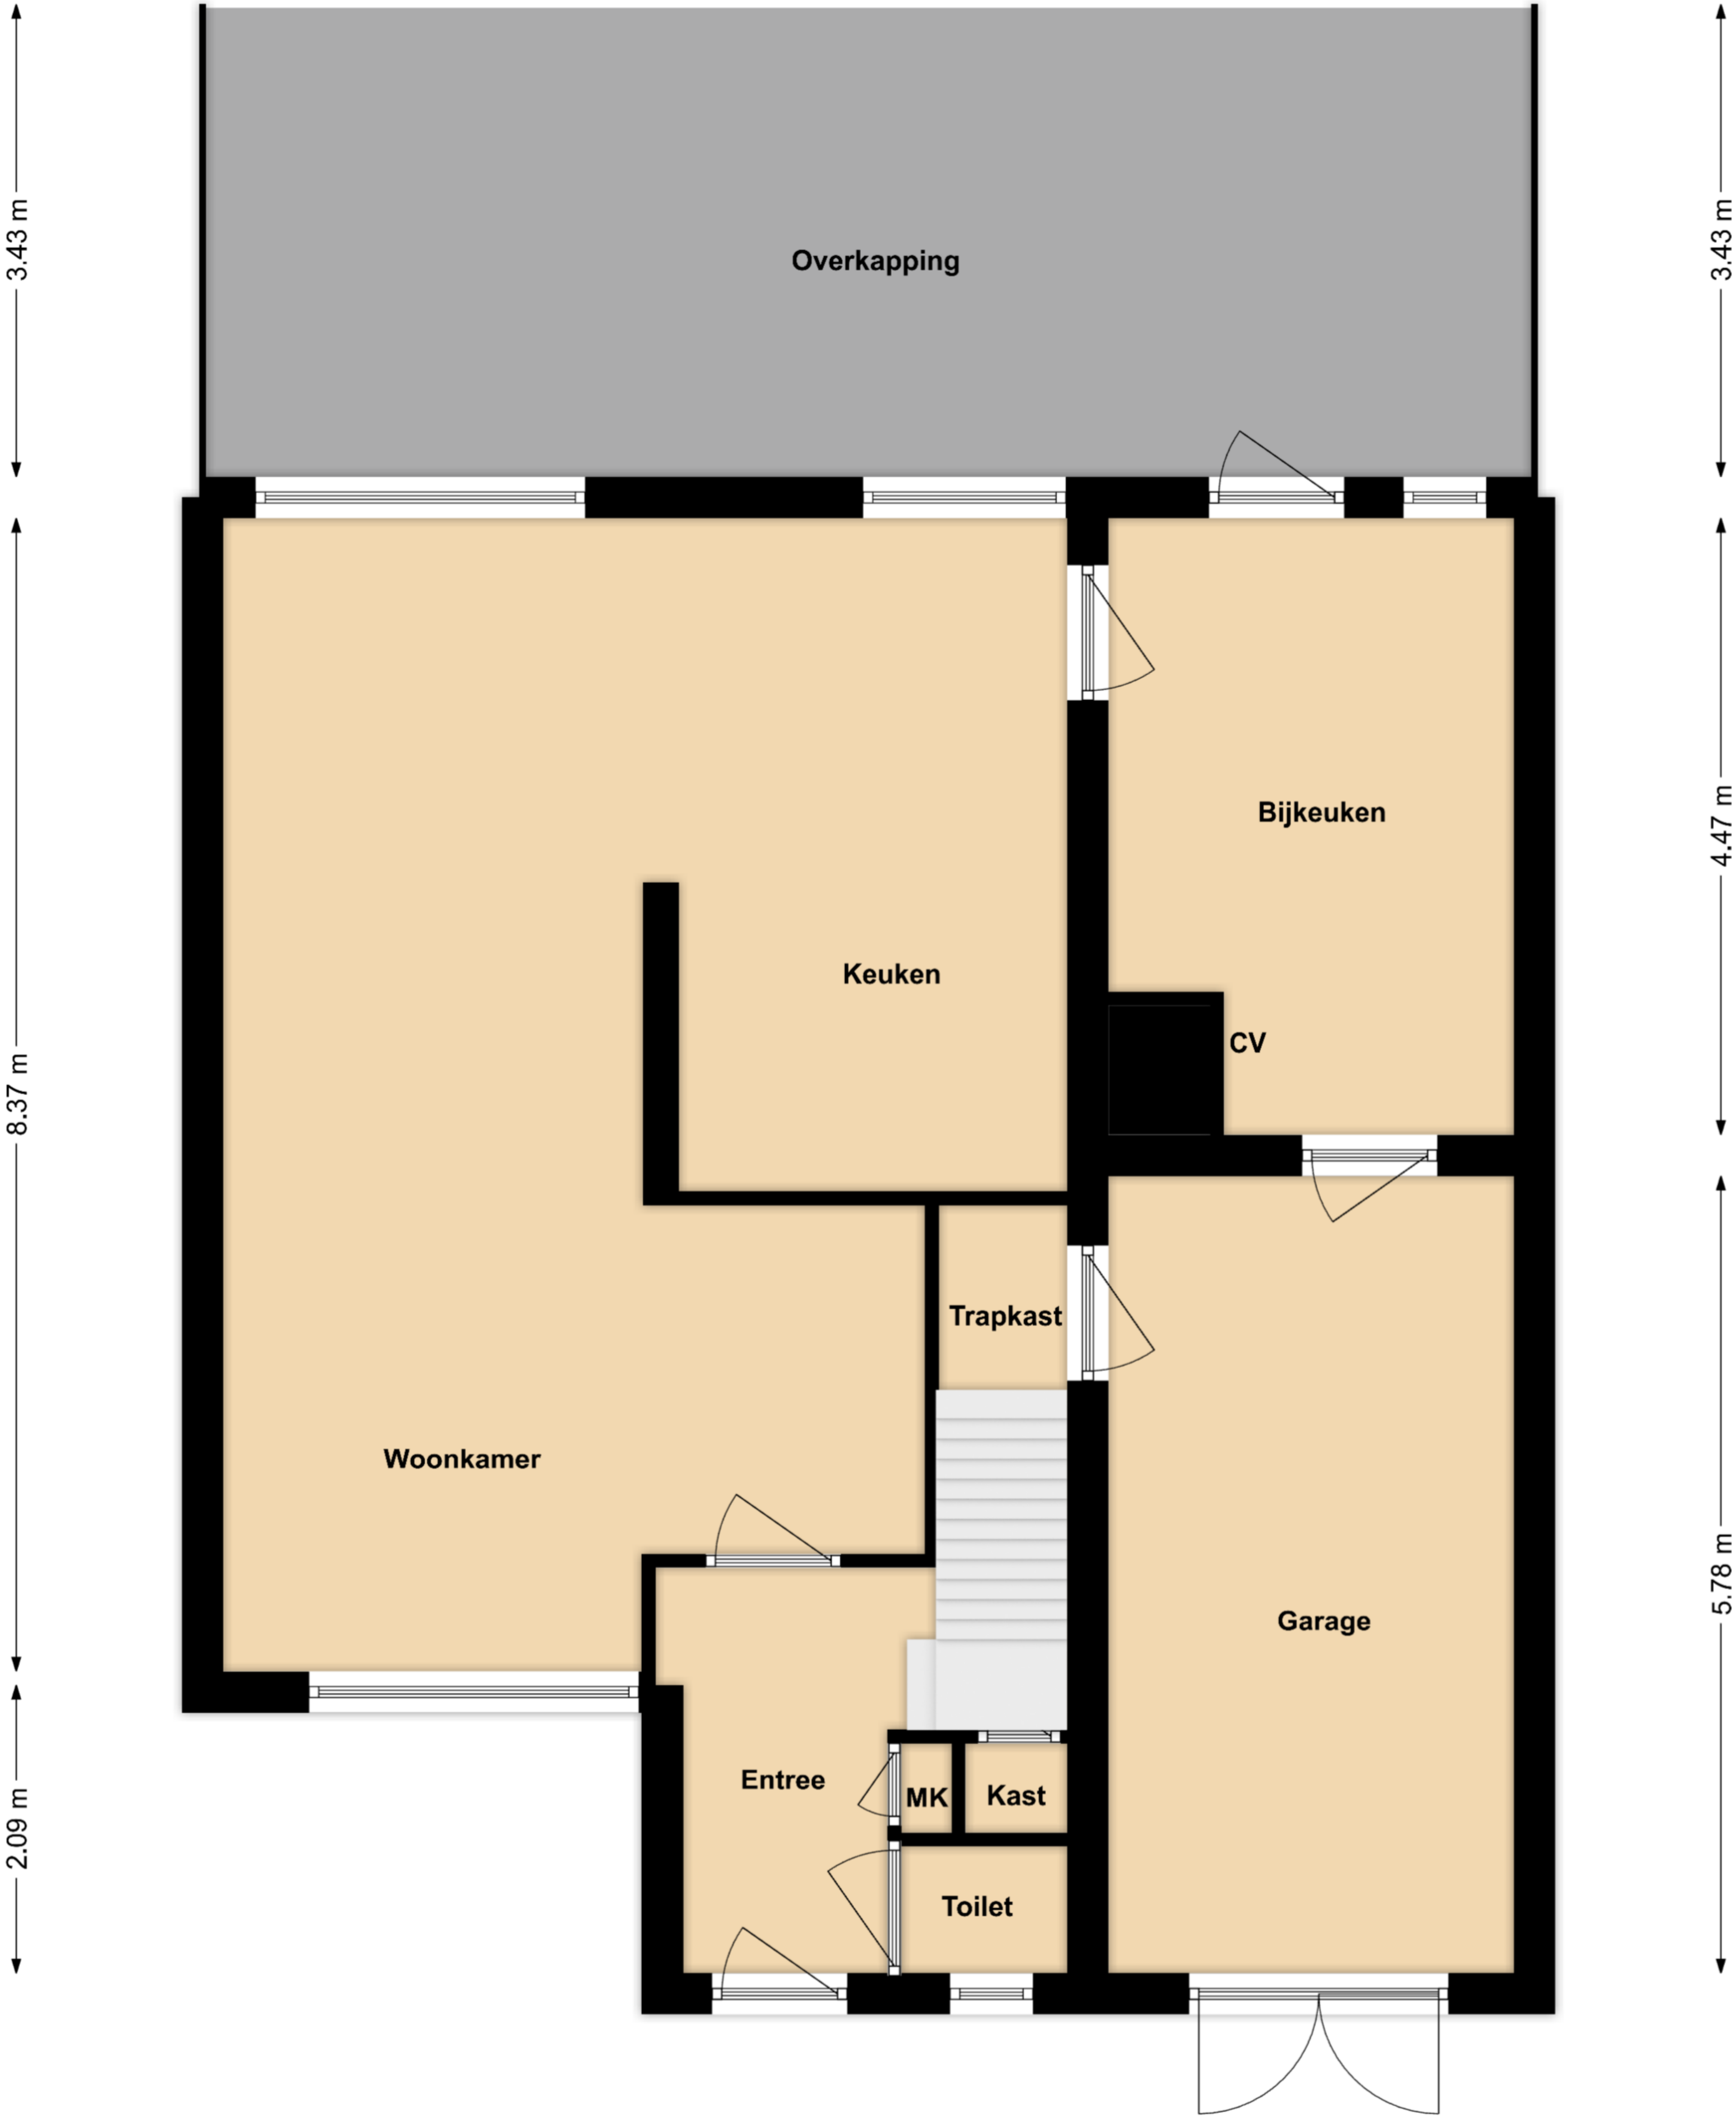 3.43 m
3.43 m
Overkapping
8.37 m
4.47 m
Bijkeuken
Keuken
CV
Trapkast
Woonkamer
5.78 m
Garage
2.09 m
Entree
MK
Kast
Toilet